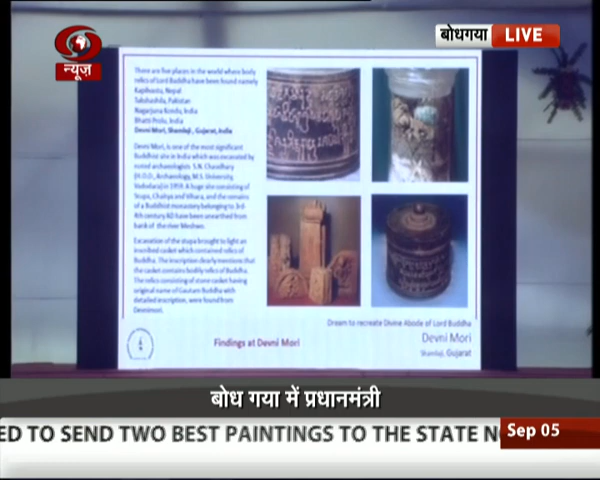 न्यूज़
बोधगया
LIVE
There are five places in the world where body
relics of Lord Buddha have been found namely
Kapilvastu, Nepal
Takshashila, Pakistan
Nagarjuna Kondu, India
Bhatti Prolu, India
Devni Mori, Shamlaji, Gujarat, India
Devni Mori, is one of the most significant
Buddhist site in India which was excavated by
noted archaeologists S.N. Chaudhary
(H.O.D., Archaeology, M.S. University,
Vadodara) in 1959. A huge site consisting of
Stupa, Chaitya and Vihara, and the remains
of a Buddhist monastery belonging to 3rd-
4th century AD have been unearthed from
bank of the river Meshwo.
Excavation of the stupa brought to light an
inscribed casket which contained relics of
Buddha. The inscription clearly mentions that
the casket contains bodily relics of Buddha.
The relics consisting of stone casket having
original name of Gautam Buddha with
detailed inscription, were found from
Devnimori.
Findings at Devni Mori
Dream to recreate Divine Abode of Lord Buddha
Devni Mori
Shamlaji, Gujarat
बोध गया में प्रधानमंत्री
ED TO SEND TWO BEST PAINTINGS TO THE STATE
Sep 05